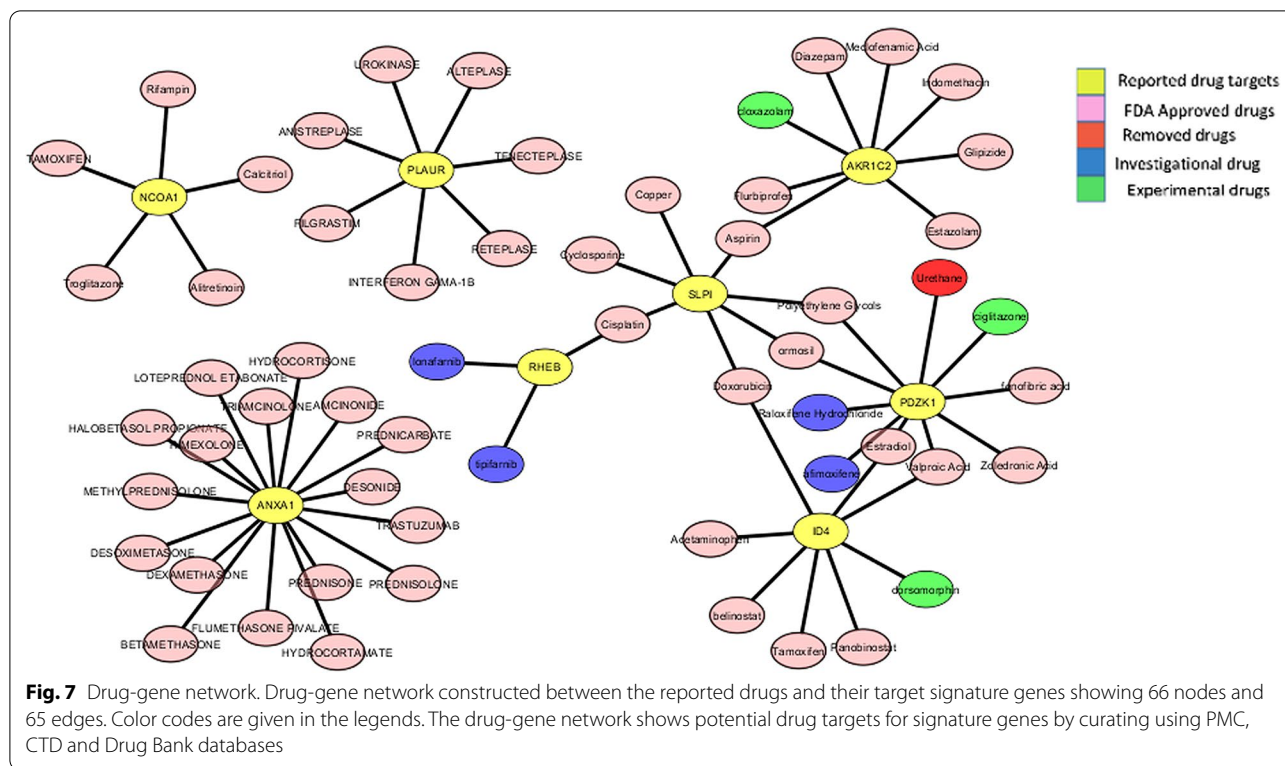 Rifampin
TAMOXIFEN
Calcitriol
NCOA1
Troglitazone
Alitretinoin
UROKINASE
ALTEPLASE
ANISTREPLASE
TENECTEPLASE
PLAUR
FILGRASTIM
RETEPLASE
INTERFERON GAMA-1B
Diazepam
Meclofenamic Acid
Indomethacin
cloxazolam
Glipizide
AKR1C2
Flurbiprofen
Estazolam
Copper
Aspirin
Cyclosporine
SLPI
Polyethylene Glycols
Cisplatin
ormosil
Doxorubicin
lonafarnib
RHEB
tipifarnib
Urethane
ciglitazone
fenofibric acid
PDZK1
Raloxifene Hydrochloride
Estradiol
afimoxifene
Valproic Acid
Zoledronic Acid
ID4
Acetaminophen
dorsomorphin
belinostat
Tamoxifen
Panobinostat
HYDROCORTISONE
LOTEPREDNOL ETABONATE
TRIAMCINOLONE
AMCINONIDE
HALOBETASOL PROPIONATE
RIMEXOLONE
PREDNICARBATE
METHYLPREDNISOLONE
DESONIDE
ANXA1
TRASTUZUMAB
DESOXIMETASONE
DEXAMETHASONE
PREDNISONE
PREDNISOLONE
FLUMETHASONE PIVALATE
BETAMETHASONE
HYDROCORTAMATE
Reported drug targets
FDA Approved drugs
Removed drugs
Investigational drug
Experimental drugs
Fig. 7 Drug-gene network. Drug-gene network constructed between the reported drugs and their target signature genes showing 66 nodes and
65 edges. Color codes are given in the legends. The drug-gene network shows potential drug targets for signature genes by curating using PMC,
CTD and Drug Bank databases